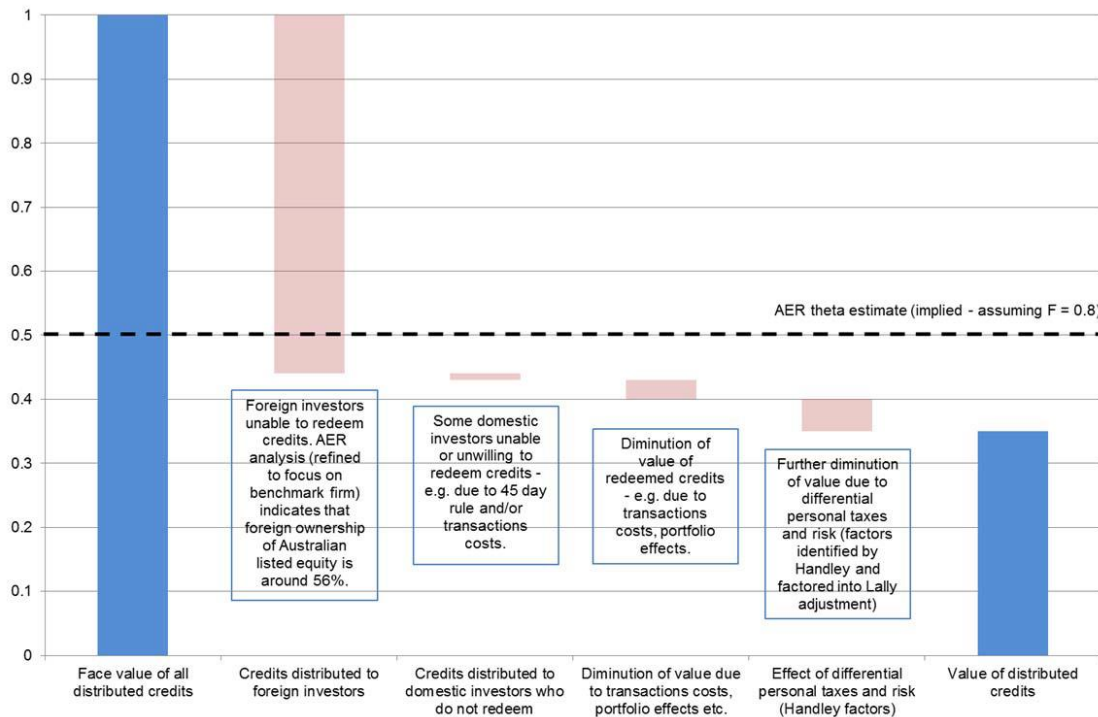 1
0.9
0.8
0.7
0.6
0.5
0.4
0.3
0.2
0.1
0
AER theta estimate (implied - assuming F = 0.8)
Foreign investors
unable to redeem
credits. AER
analysis (refined
to focus on
benchmark firm)
indicates that
foreign ownership
of Australian
listed equity is
around 56%.
Some domestic
investors unable
or unwilling to
redeem credits -
e.g. due to 45 day
rule and/or
transactions
costs.
Diminution of
value of
redeemed credits
- e.g. due to
transactions
costs, portfolio
effects.
Further diminution
of value due to
differential
personal taxes
and risk (factors
identified by
Handley and
factored into Lally
adjustment)
Face value of all
distributed credits
Credits distributed to
foreign investors
Credits distributed to
domestic investors who
do not redeem
Diminution of value due
to transactions costs,
portfolio effects etc.
Effect of differential
personal taxes and risk
(Handley factors)
Value of distributed
credits